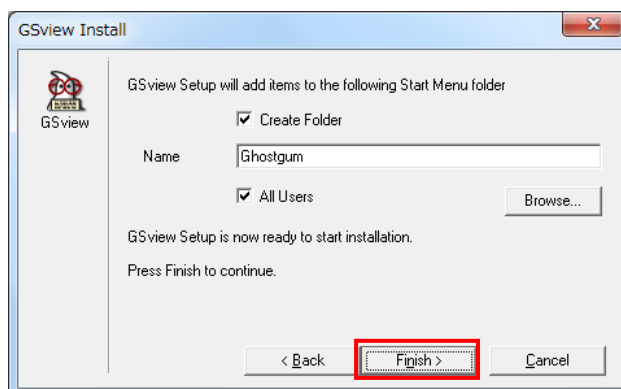 GSview Install
GSview Setup will add items to the following Start Menu folder
GSview
Create Folder
Name
Ghostgum
All Users
Browse...
GSview Setup is now ready to start installation.
Press Finish to continue.
< Back
Finish >
Cancel